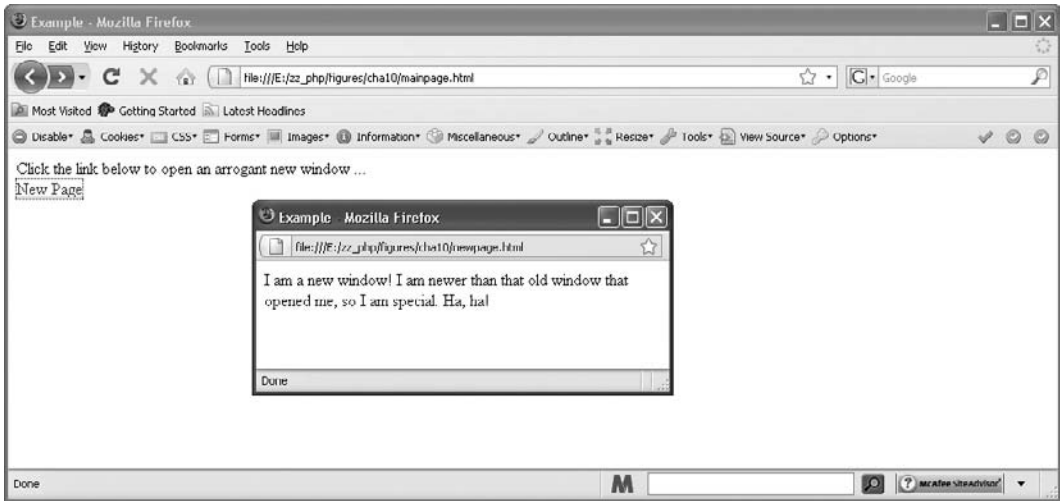 Example - Mozilla Firefox
File Edit View History Bookmarks Tools Help
file:///E:/zz_php/figures/cha10/mainpage.html
G Google
Most Visited Getting Started Latest Headlines
Disable Cookies CSS Forms Images Information Miscellaneous Outline Resize Tools View Source Options
Click the link below to open an arrogant new window ...
New Page
Example - Mozilla Firefox
file:///E:/zz_php/figures/cha10/newpage.html
I am a new window! I am newer than that old window that
opened me, so I am special. Ha, ha!
Done
Done
M
McAfee SiteAdvisor